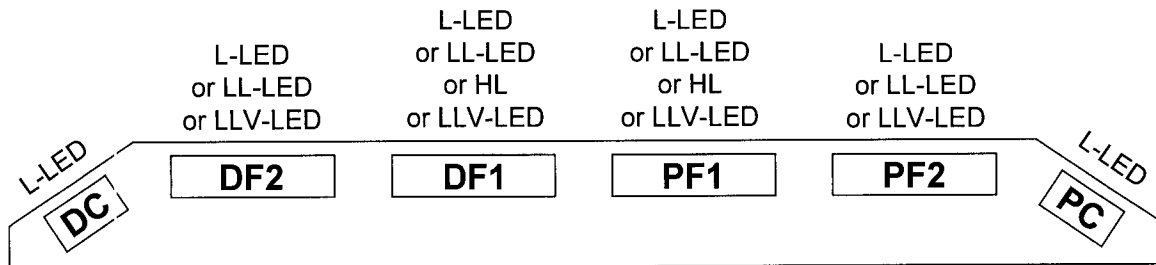 L-LED
DC
L-LED
or LL-LED
or LLV-LED
DF2
L-LED
or LL-LED
or HL
or LLV-LED
DF1
L-LED
or LL-LED
or HL
or LLV-LED
PF1
L-LED
or LL-LED
or LLV-LED
PF2
L-LED
PC